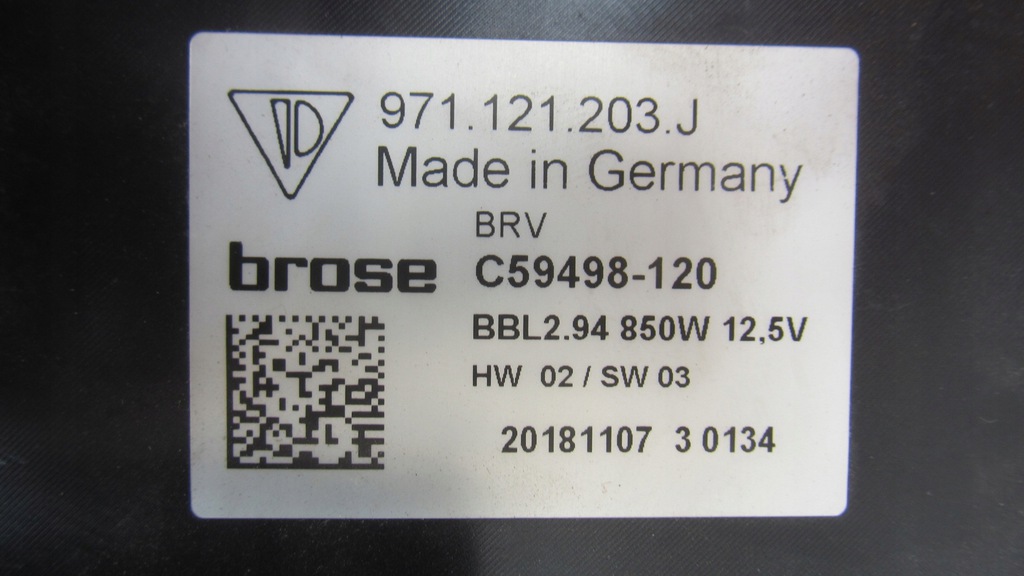 971.121.203.J
Made in Germany
BRV
brose C59498-120
BBL2.94 850W 12,5V
HW 02 / SW 03
20181107 3 0134